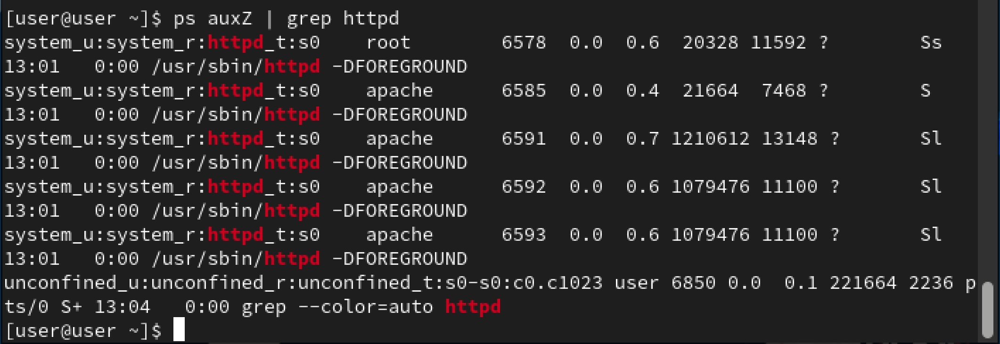 [user@user ~]$ ps auxZ | grep httpd
system_u:system_r:httpd_t:s0    root        6578  0.0  0.6  20328 11592 ?        Ss
13:01   0:00 /usr/sbin/httpd -DFOREGROUND
system_u:system_r:httpd_t:s0    apache      6585  0.0  0.4  21664  7468 ?        S
13:01   0:00 /usr/sbin/httpd -DFOREGROUND
system_u:system_r:httpd_t:s0    apache      6591  0.0  0.7 1210612 13148 ?       Sl
13:01   0:00 /usr/sbin/httpd -DFOREGROUND
system_u:system_r:httpd_t:s0    apache      6592  0.0  0.6 1079476 11100 ?       Sl
13:01   0:00 /usr/sbin/httpd -DFOREGROUND
system_u:system_r:httpd_t:s0    apache      6593  0.0  0.6 1079476 11100 ?       Sl
13:01   0:00 /usr/sbin/httpd -DFOREGROUND
unconfined_u:unconfined_r:unconfined_t:s0-s0:c0.c1023 user 6850 0.0  0.1 221664 2236 p
ts/0 S+ 13:04   0:00 grep --color=auto httpd
[user@user ~]$